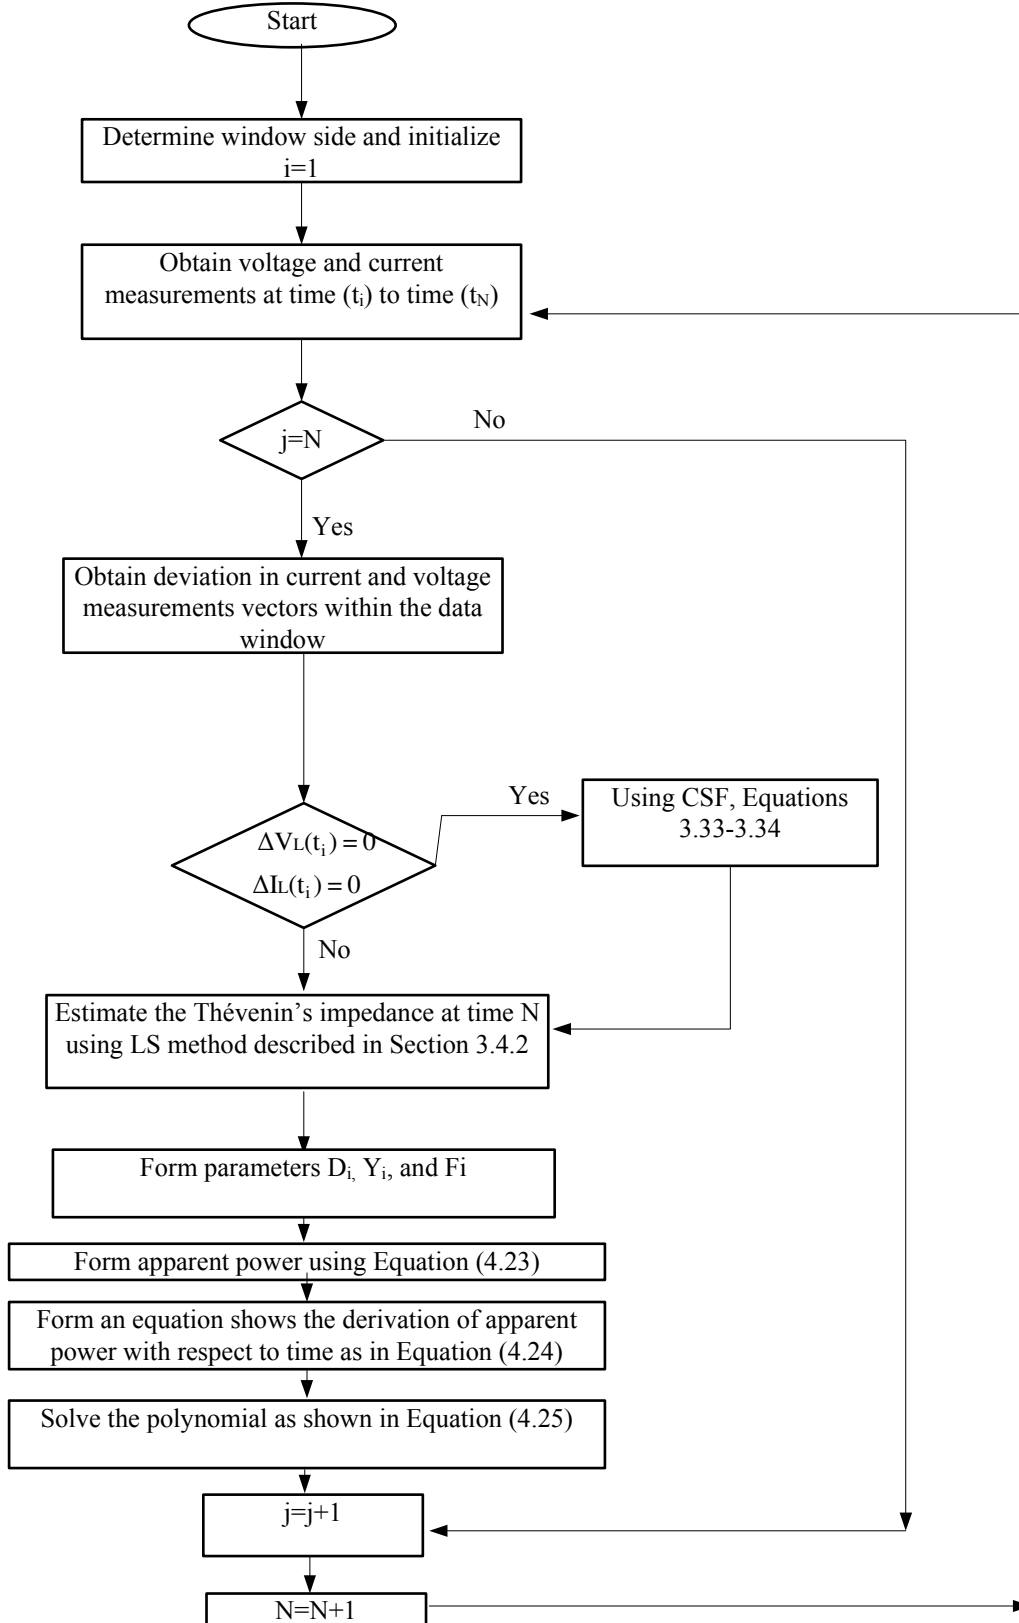 Start
Determine window side and initialize
i=1
Obtain voltage and current
measurements at time (tᵢ) to time (t_N)
No
j=N
Yes
Obtain deviation in current and voltage
measurements vectors within the data
window
Yes
Using CSF, Equations
3.33-3.34
ΔV_L(tᵢ) = 0
ΔI_L(tᵢ) = 0
No
Estimate the Thévenin’s impedance at time N
using LS method described in Section 3.4.2
Form parameters Dᵢ, Yᵢ, and Fi
Form apparent power using Equation (4.23)
Form an equation shows the derivation of apparent
power with respect to time as in Equation (4.24)
Solve the polynomial as shown in Equation (4.25)
j=j+1
N=N+1